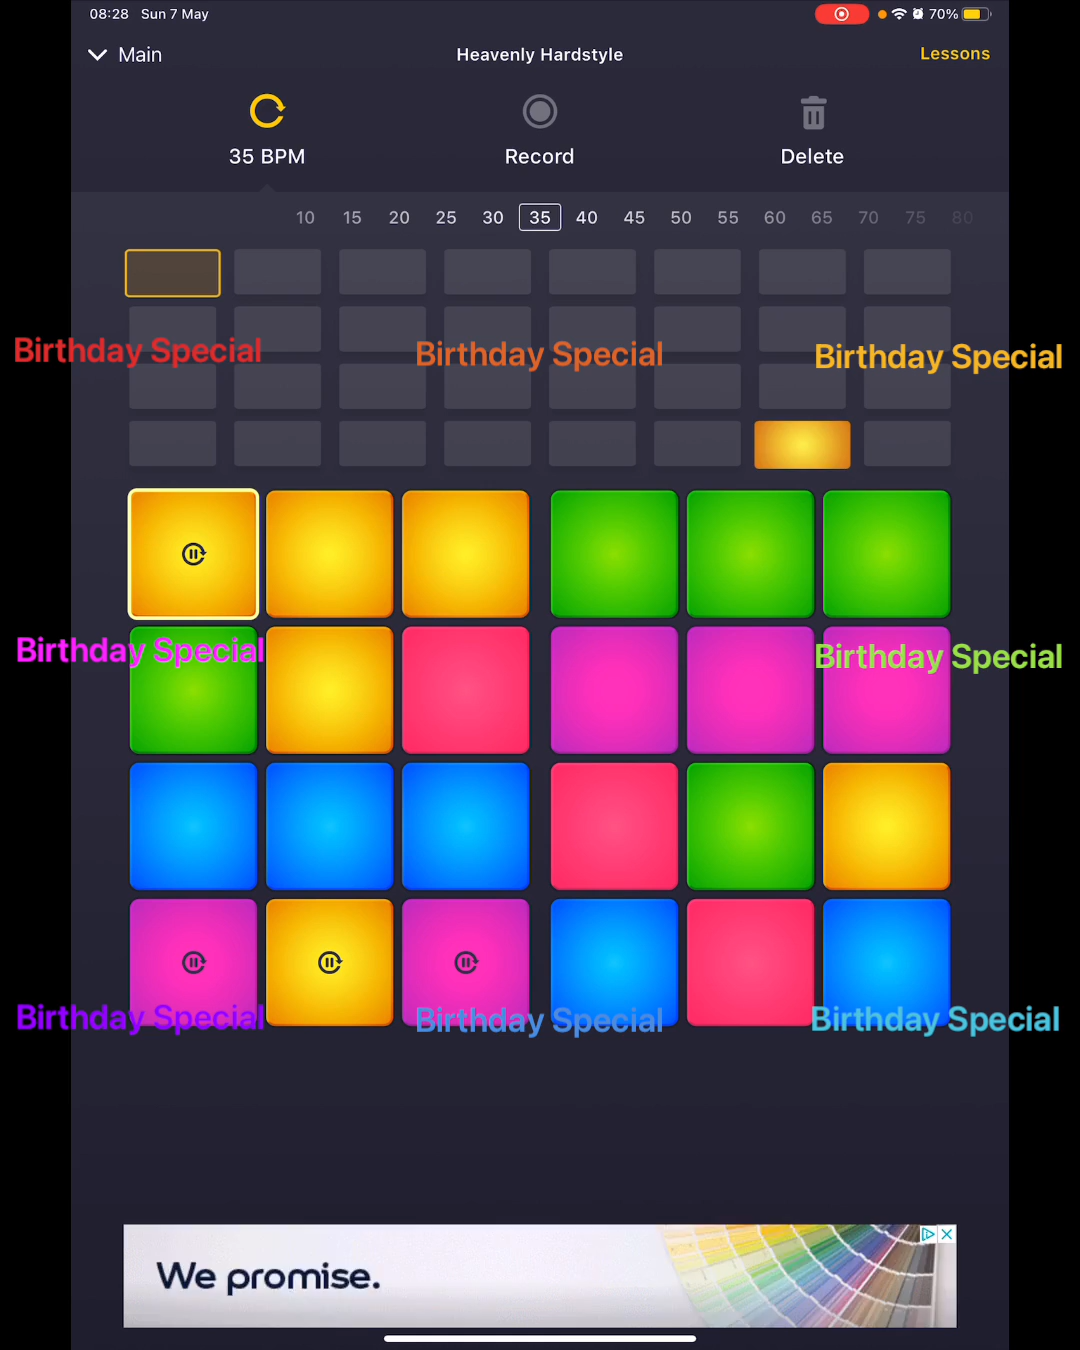 08:28 Sun 7 May 70%
Main Heavenly Hardstyle Lessons
35 BPM Record Delete
10 15 20 25 30 35 40 45 50 55 60 65 70 75 80
Birthday Special Birthday Special Birthday Special
Birthday Special Birthday Special
Birthday Special Birthday Special Birthday Special
We promise.